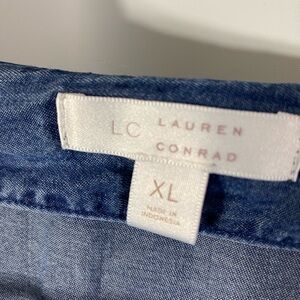 LC LAUREN
CONRAD
XL
MADE IN
INDONESIA